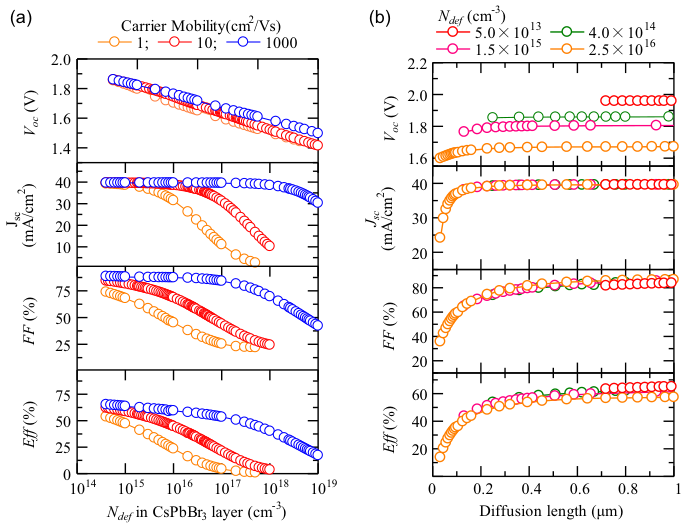 (a)
Carrier Mobility(cm²/Vs)
1; 10; 1000
2.0
1.8
1.6
1.4
V_oc (V)
50
40
30
20
10
J_sc
(mA/cm²)
75
50
25
FF (%)
75
50
25
0
Eff (%)
10¹⁴ 10¹⁵ 10¹⁶ 10¹⁷ 10¹⁸ 10¹⁹
N_def in CsPbBr₃ layer (cm⁻³)
(b)
N_def (cm⁻³)
5.0×10¹³ 4.0×10¹⁴
1.5×10¹⁵ 2.5×10¹⁶
2.2
2.0
1.8
1.6
V_oc (V)
40
20
J_sc
(mA/cm²)
80
60
40
20
FF (%)
60
40
20
0
Eff (%)
0 0.2 0.4 0.6 0.8 1
Diffusion length (μm)